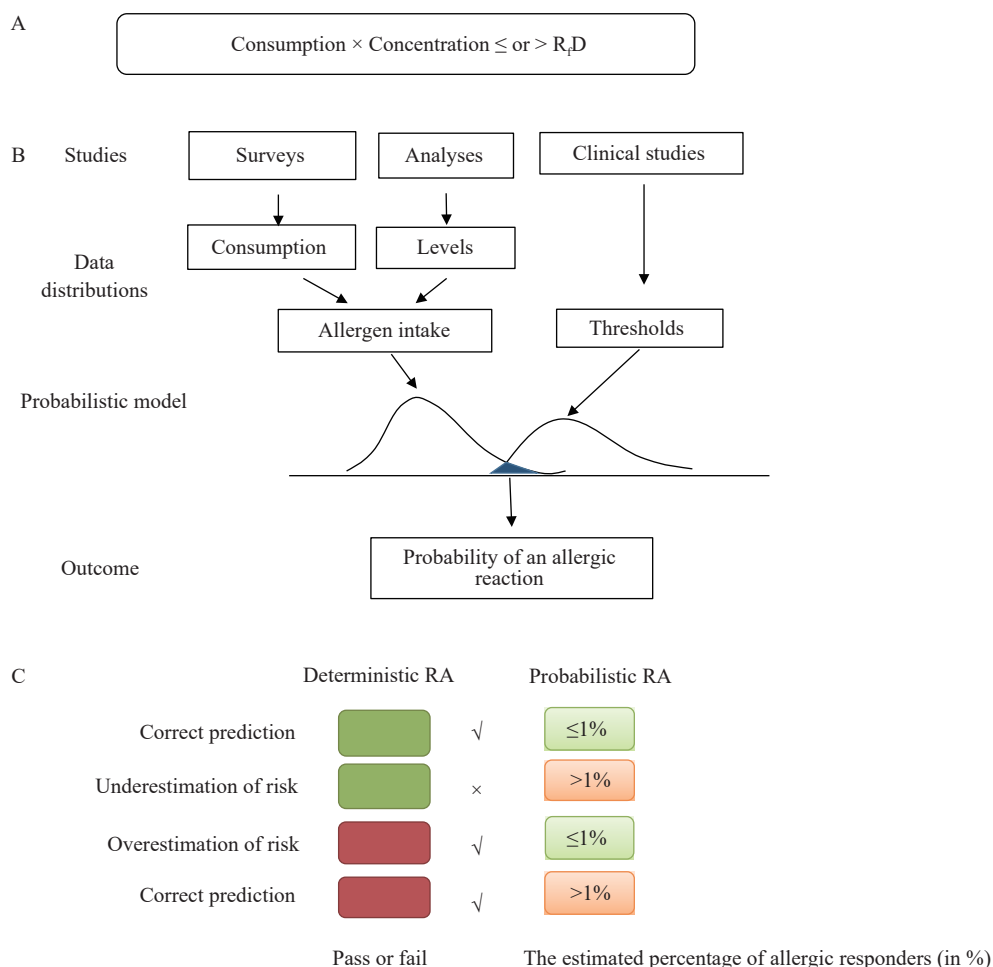 A
Consumption × Concentration ≤ or > RfD
B
Studies
Surveys
Analyses
Clinical studies
Data
distributions
Consumption
Levels
Allergen intake
Thresholds
Probabilistic model
Outcome
Probability of an allergic
reaction
C
Deterministic RA
Probabilistic RA
Correct prediction √ ≤1%
Underestimation of risk × >1%
Overestimation of risk √ ≤1%
Correct prediction √ >1%
Pass or fail
The estimated percentage of allergic responders (in %)